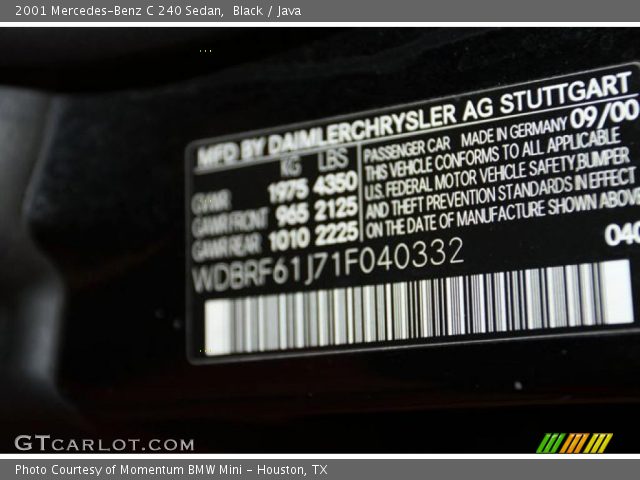 2001 Mercedes-Benz C 240 Sedan, Black / Java
MFD BY DAIMLERCHRYSLER AG STUTTGART
KG LBS
GVWR 1975 4350
GAWR FRONT 965 2125
GAWR REAR 1010 2225
PASSENGER CAR MADE IN GERMANY 09/00
THIS VEHICLE CONFORMS TO ALL APPLICABLE
U.S. FEDERAL MOTOR VEHICLE SAFETY BUMPER
AND THEFT PREVENTION STANDARDS IN EFFECT
ON THE DATE OF MANUFACTURE SHOWN ABOVE
040
WDBRF61J71F040332
GTCARLOT.COM
Photo Courtesy of Momentum BMW Mini - Houston, TX